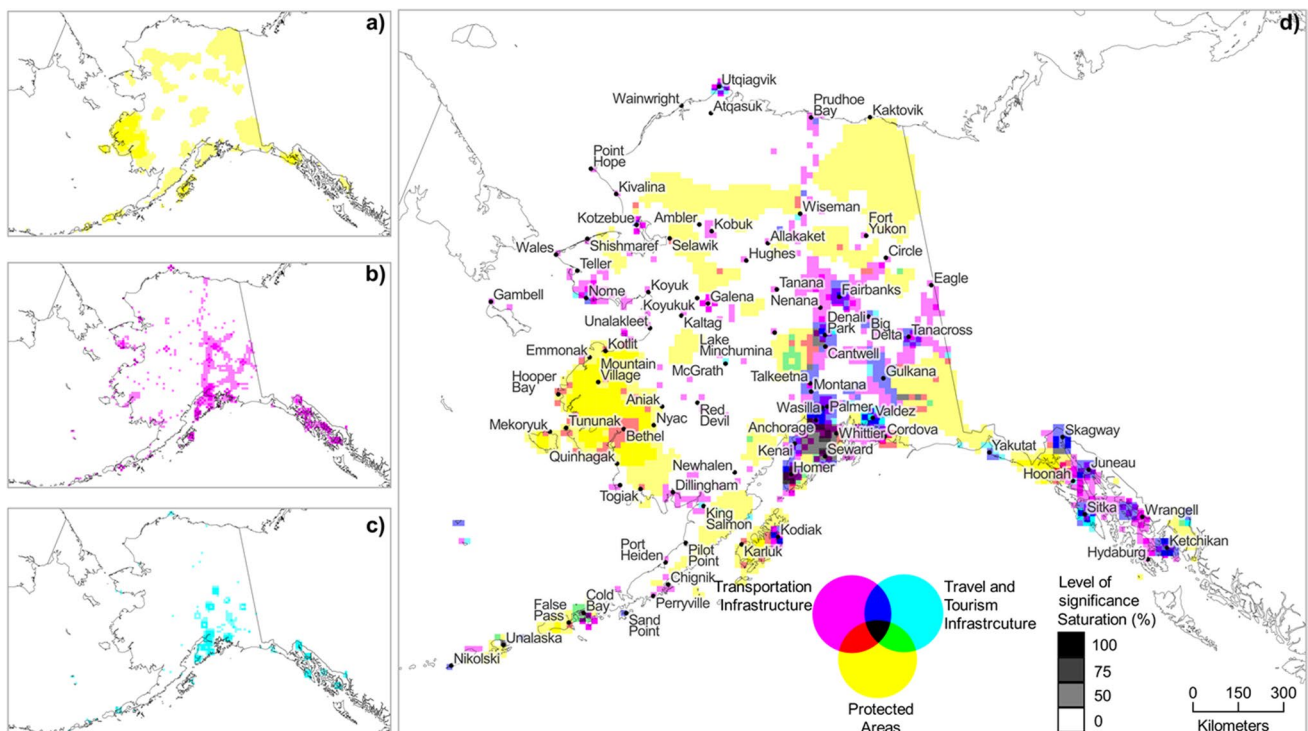 a)
b)
c)
d)
Utqiagvik
Wainwright
Atqasuk
Prudhoe
Bay
Kaktovik
Point
Hope
Kivalina
Wiseman
Kotzebue
Ambler
Kobuk
Fort
Yukon
Allakaket
Wales
Shishmaref
Selawik
Hughes
Circle
Teller
Gambell
Nome
Koyuk
Koyukuk
Galena
Tanana
Nenana
Fairbanks
Eagle
Unalakleet
Kaltag
Denali
Park
Big
Delta
Tanacross
Kotlit
Lake
Minchumina
Cantwell
Emmonak
Mountain
Village
McGrath
Talkeetna
Gulkana
Hooper
Bay
Montana
Aniak
Red
Devil
Wasilla
Palmer
Valdez
Mekoryuk
Tununak
Nyac
Anchorage
Whittier
Cordova
Bethel
Kenai
Seward
Yakutat
Skagway
Quinhagak
Newhalen
Homer
Hoonah
Juneau
Togiak
Dillingham
King
Salmon
Sitka
Wrangell
Kodiak
Ketchikan
Port
Heiden
Pilot
Point
Karluk
Hydaburg
Chignik
Perryville
False
Pass
Cold
Bay
Sand
Point
Unalaska
Nikolski
Transportation
Infrastructure
Travel and
Tourism
Infrastrcuture
Protected
Areas
Level of
significance
Saturation (%)
100
75
50
0
0 150 300
Kilometers